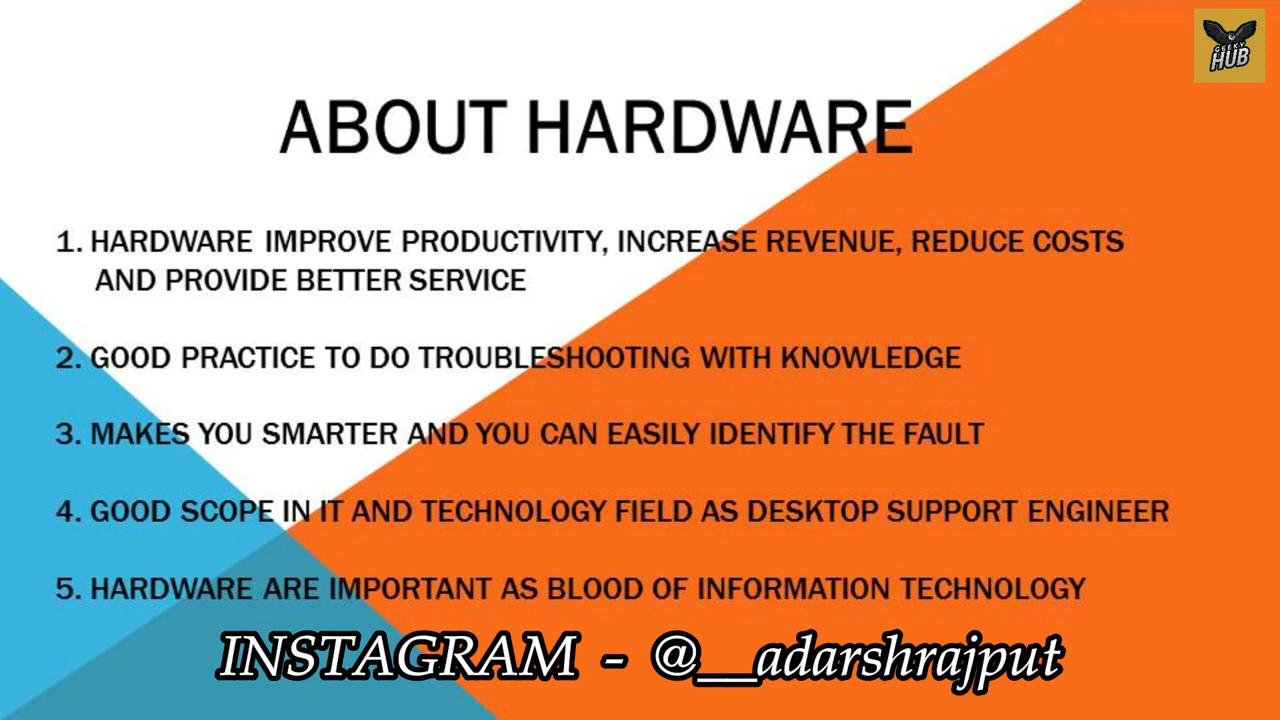 GEEKY
HUB
ABOUT HARDWARE
1. HARDWARE IMPROVE PRODUCTIVITY, INCREASE REVENUE, REDUCE COSTS
AND PROVIDE BETTER SERVICE
2. GOOD PRACTICE TO DO TROUBLESHOOTING WITH KNOWLEDGE
3. MAKES YOU SMARTER AND YOU CAN EASILY IDENTIFY THE FAULT
4. GOOD SCOPE IN IT AND TECHNOLOGY FIELD AS DESKTOP SUPPORT ENGINEER
5. HARDWARE ARE IMPORTANT AS BLOOD OF INFORMATION TECHNOLOGY
INSTAGRAM - @__adarshrajput